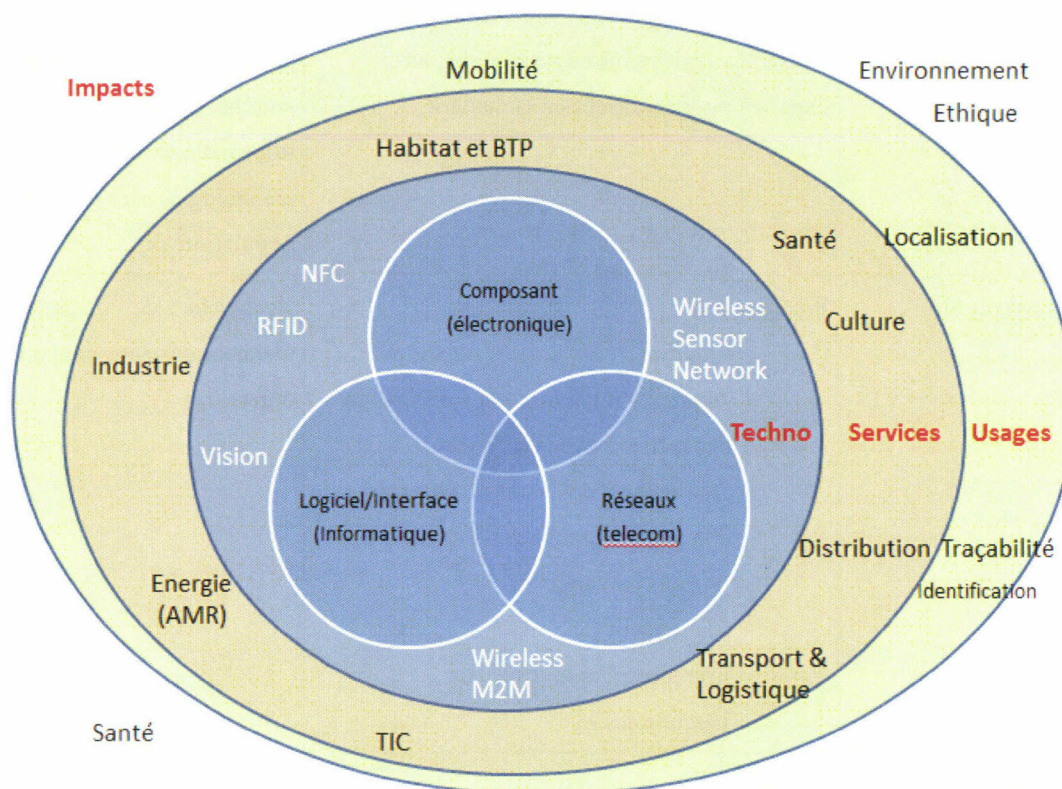 Impacts
Mobilité
Environnement
Ethique
Habitat et BTP
Santé
Localisation
NFC
Composant
(électronique)
RFID
Wireless
Sensor
Network
Culture
Industrie
Techno
Services
Usages
Vision
Logiciel/Interface
(Informatique)
Réseaux
(telecom)
Distribution
Traçabilité
Identification
Energie
(AMR)
Wireless
M2M
Transport &
Logistique
Santé
TIC